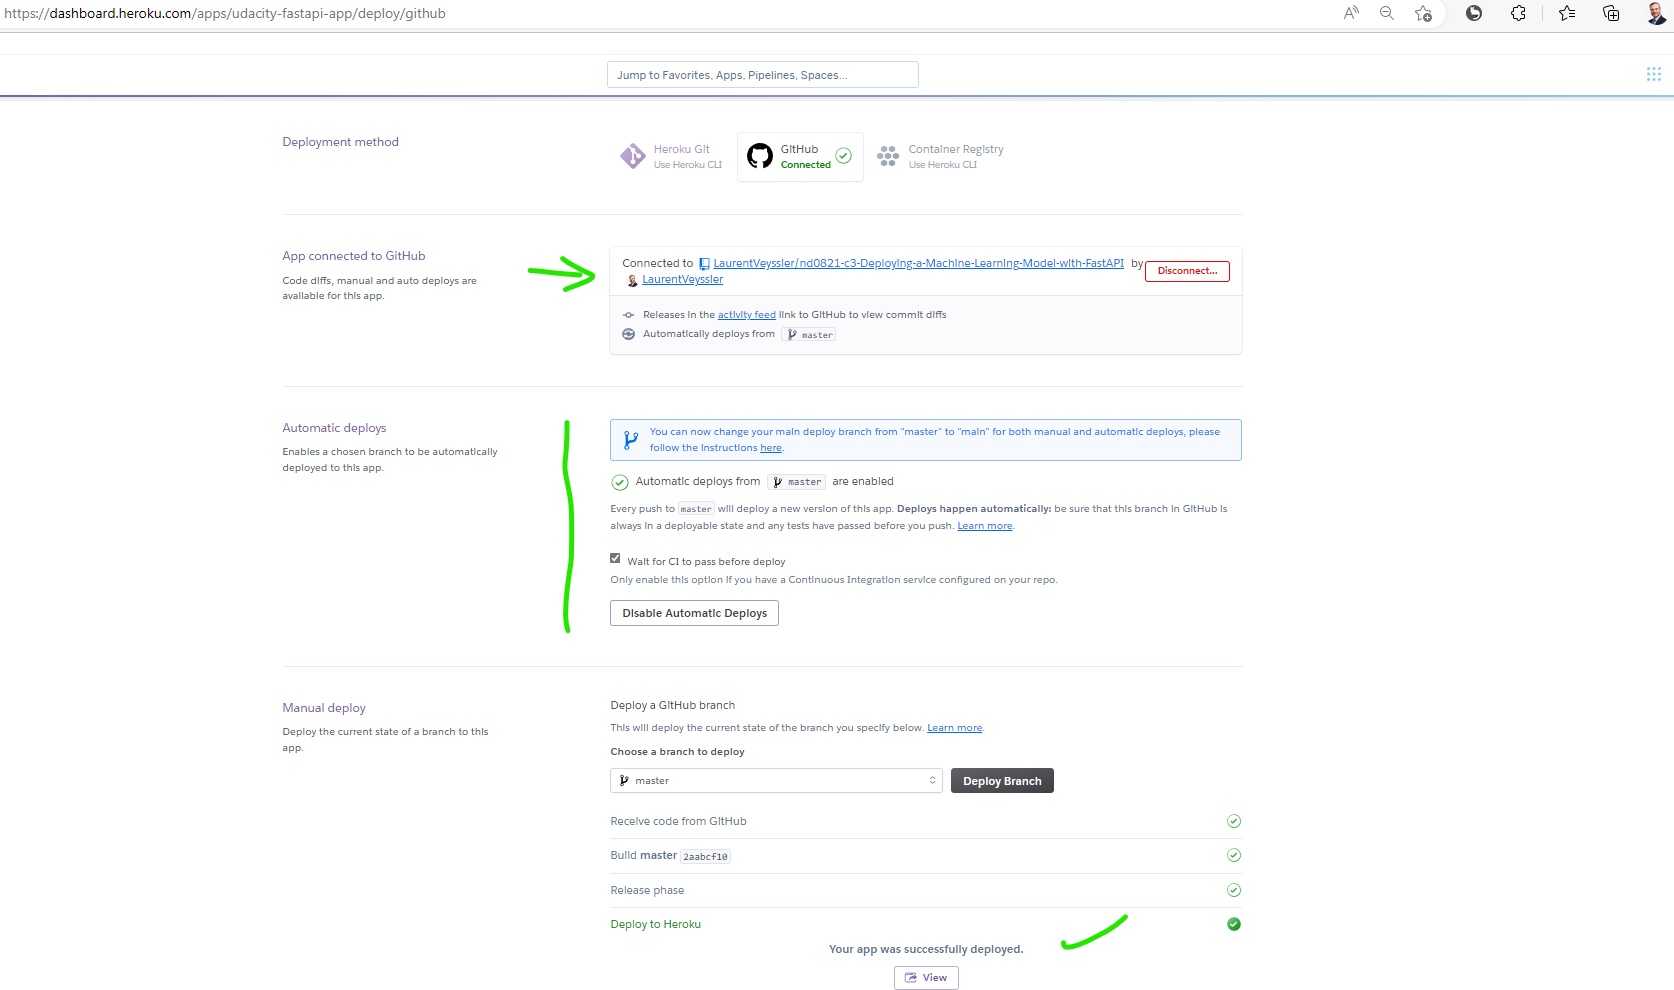 https://dashboard.heroku.com/apps/udacity-fastapi-app/deploy/github
Jump to Favorites, Apps, Pipelines, Spaces...
Deployment method
Heroku Git
Use Heroku CLI
GitHub
Connected
Container Registry
Use Heroku CLI
App connected to GitHub
Code diffs, manual and auto deploys are
available for this app.
Connected to LaurentVeyssier/nd0821-c3-Deploying-a-Machine-Learning-Model-with-FastAPI by
LaurentVeyssier
Disconnect...
Releases in the activity feed link to GitHub to view commit diffs
Automatically deploys from master
Automatic deploys
Enables a chosen branch to be automatically
deployed to this app.
You can now change your main deploy branch from "master" to "main" for both manual and automatic deploys, please
follow the instructions here.
Automatic deploys from master are enabled
Every push to master will deploy a new version of this app. Deploys happen automatically: be sure that this branch in GitHub is
always in a deployable state and any tests have passed before you push. Learn more.
Wait for CI to pass before deploy
Only enable this option if you have a Continuous Integration service configured on your repo.
Disable Automatic Deploys
Manual deploy
Deploy the current state of a branch to this
app.
Deploy a GitHub branch
This will deploy the current state of the branch you specify below. Learn more.
Choose a branch to deploy
master
Deploy Branch
Receive code from GitHub
Build master 2aabcf10
Release phase
Deploy to Heroku
Your app was successfully deployed.
View